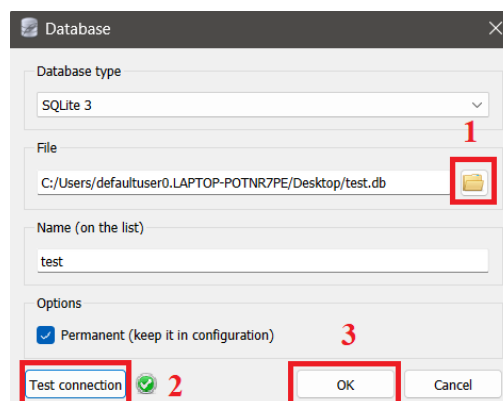 Database
Database type
SQLite 3
1
File
C:/Users/defaultuser0.LAPTOP-POTNR7PE/Desktop/test.db
Name (on the list)
test
Options
Permanent (keep it in configuration)
3
Test connection
2
OK
Cancel